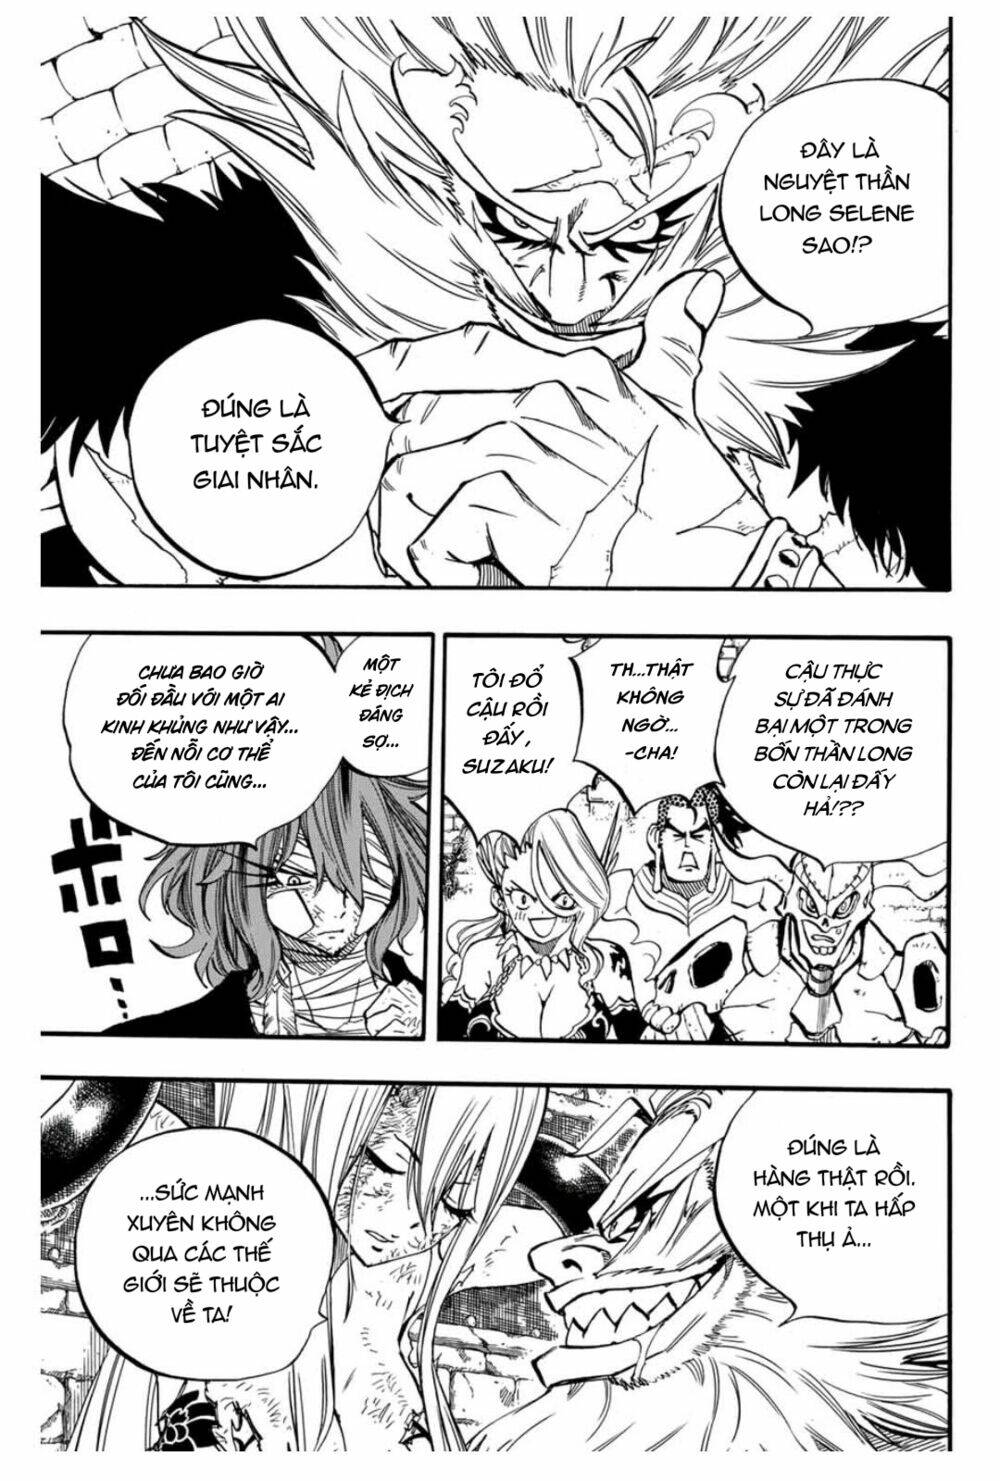 ĐÂY LÀ
NGUYỆT THẦN
LONG SELENE
SAO!?
ĐÚNG LÀ
TUYỆT SẮC
GIAI NHÂN.
CẬU THỰC
SỰ ĐÃ ĐÁNH
BẠI MỘT TRONG
BỐN THẦN LONG
CÒN LẠI ĐẤY
HẢ!??
TH...THẬT
KHÔNG
NGỜ...
-CHA!
TÔI ĐỔ
CẬU RỒI
ĐẤY,
SUZAKU!
MỘT
KẺ ĐỊCH
ĐÁNG
SỢ...
CHƯA BAO GIỜ
ĐỐI ĐẦU VỚI MỘT AI
KINH KHỦNG NHƯ VẬY...
ĐẾN NỖI CƠ THỂ
CỦA TÔI CŨNG...
ボロ...
ĐÚNG LÀ
HÀNG THẬT RỒI.
MỘT KHI TA HẤP
THỤ Ả...
...SỨC MẠNH
XUYÊN KHÔNG
QUA CÁC THẾ
GIỚI SẼ THUỘC
VỀ TA!